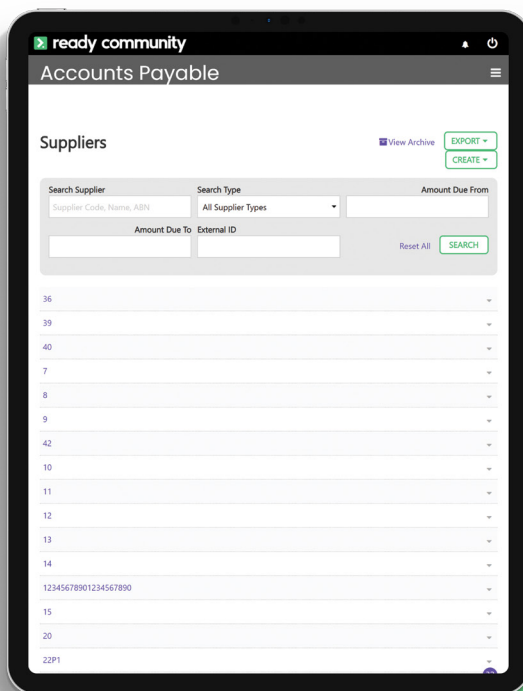 ready community
Accounts Payable
Suppliers
View Archive
EXPORT
CREATE
Search Supplier
Search Type
Amount Due From
Supplier Code, Name, ABN
All Supplier Types
Amount Due To
External ID
Reset All
SEARCH
36
39
40
7
8
9
42
10
11
12
13
14
12345678901234567890
15
20
22P1